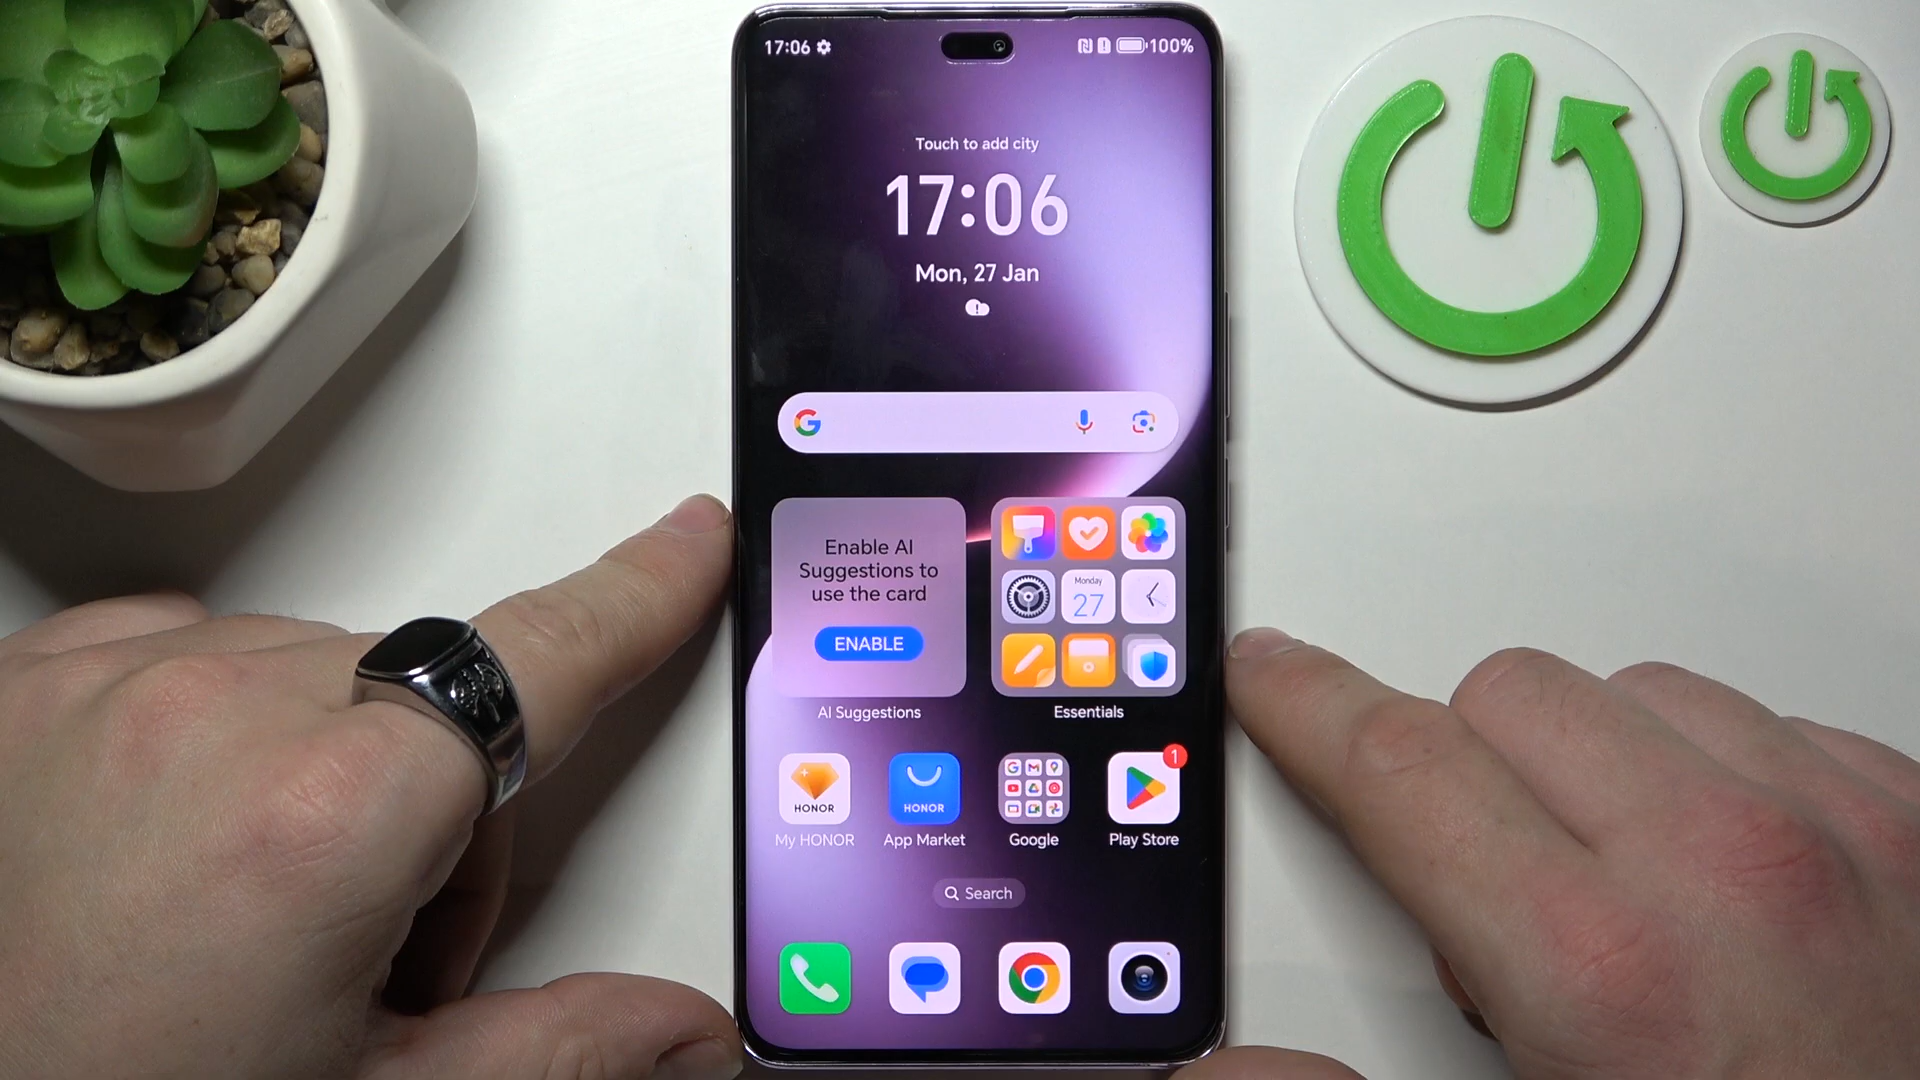 17:06
100%
Touch to add city
17:06
Mon, 27 Jan
Enable AI
Suggestions to
use the card
ENABLE
AI Suggestions
Monday
27
Essentials
HONOR
My HONOR
HONOR
App Market
Google
1
Play Store
Search